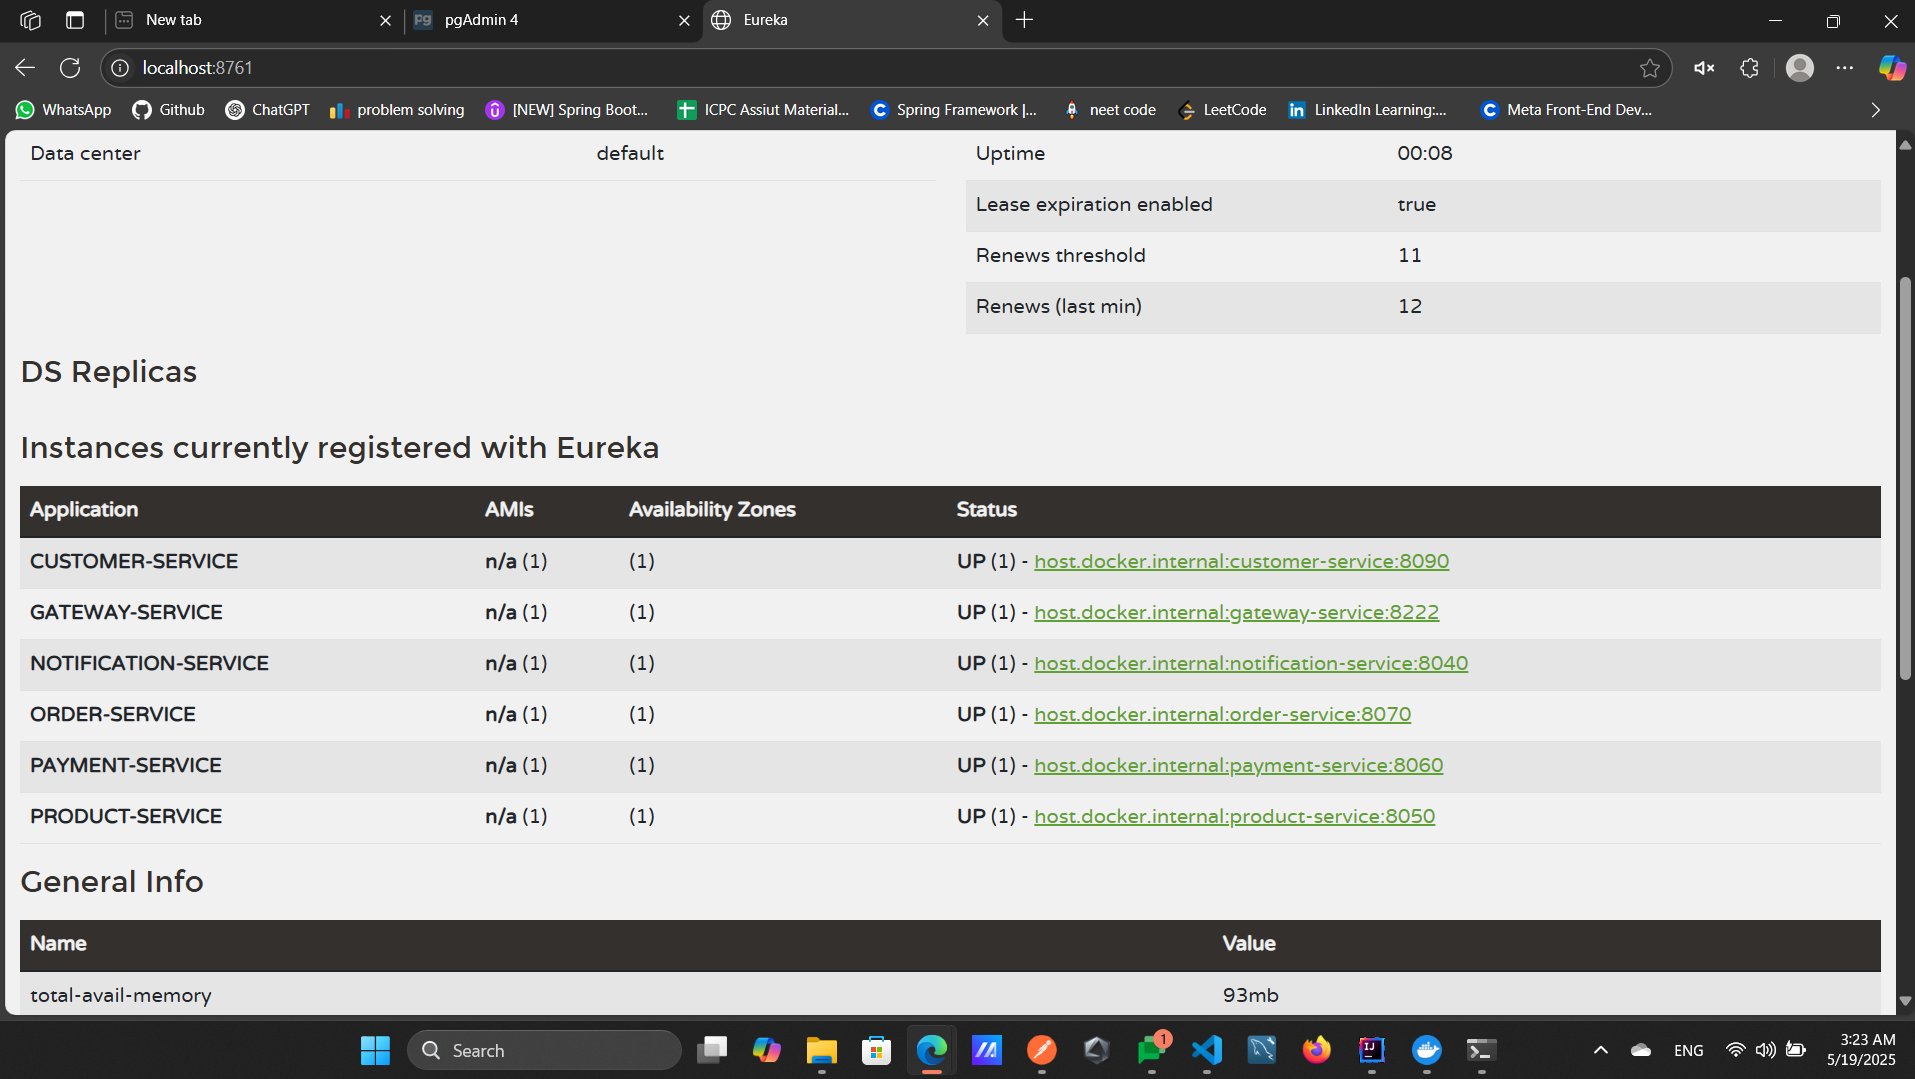 New tab
pgAdmin 4
Eureka
localhost:8761
WhatsApp Github ChatGPT problem solving [NEW] Spring Boot... ICPC Assiut Material... Spring Framework |... neet code LeetCode LinkedIn Learning:... Meta Front-End Dev...
Data center default
Uptime 00:08
Lease expiration enabled true
Renews threshold 11
Renews (last min) 12
DS Replicas
Instances currently registered with Eureka
Application AMIs Availability Zones Status
CUSTOMER-SERVICE n/a (1) (1) UP (1) - host.docker.internal:customer-service:8090
GATEWAY-SERVICE n/a (1) (1) UP (1) - host.docker.internal:gateway-service:8222
NOTIFICATION-SERVICE n/a (1) (1) UP (1) - host.docker.internal:notification-service:8040
ORDER-SERVICE n/a (1) (1) UP (1) - host.docker.internal:order-service:8070
PAYMENT-SERVICE n/a (1) (1) UP (1) - host.docker.internal:payment-service:8060
PRODUCT-SERVICE n/a (1) (1) UP (1) - host.docker.internal:product-service:8050
General Info
Name Value
total-avail-memory 93mb
Search
1
ENG
3:23 AM
5/19/2025